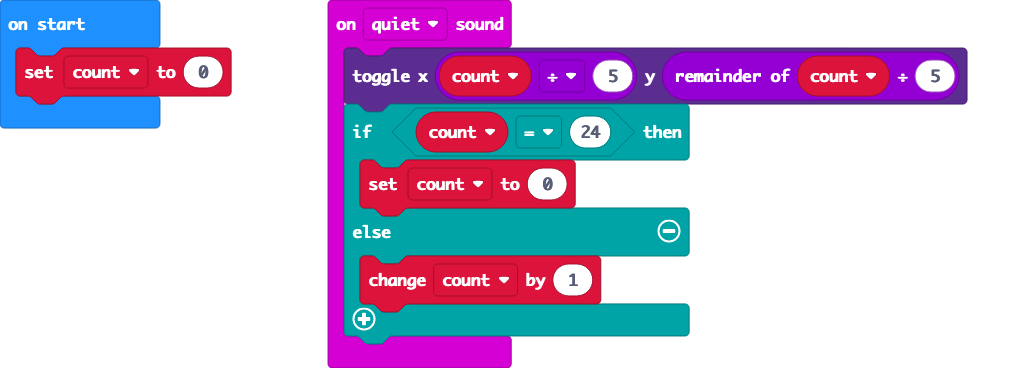 on start
set count to 0
on quiet sound
toggle x count ÷ 5 y remainder of count ÷ 5
if count = 24 then
set count to 0
else
change count by 1